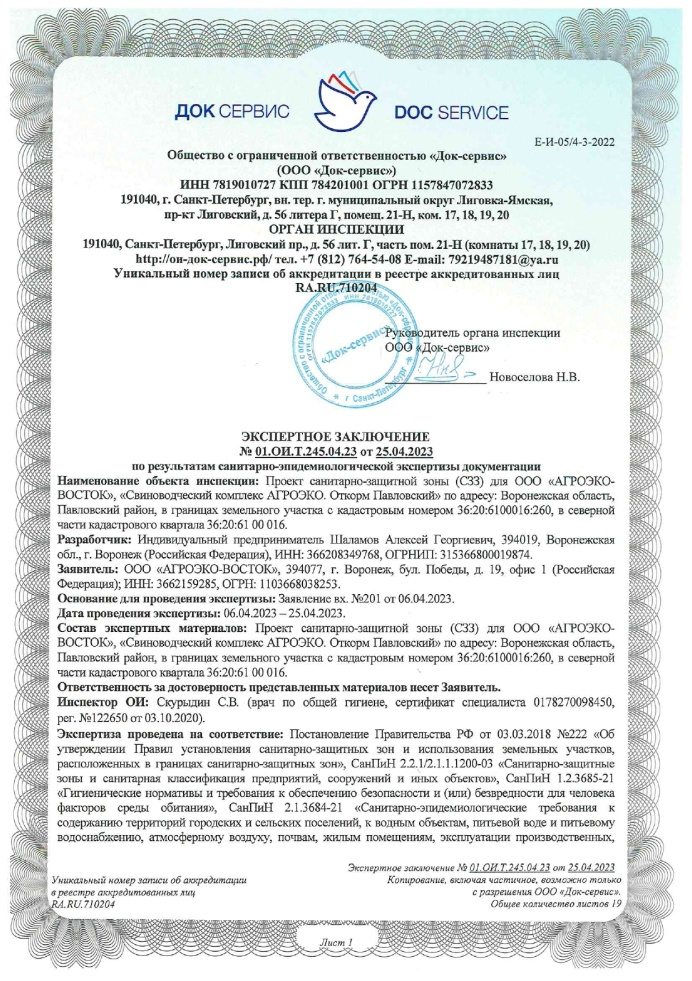 ДОК СЕРВИС DOC SERVICE
Е-И-05/4-3-2022
Общество с ограниченной ответственностью «Док-сервис»
(ООО «Док-сервис»)
ИНН 7819010727 КПП 784201001 ОГРН 1157847072833
191040, г. Санкт-Петербург, вн. тер. г. муниципальный округ Лиговка-Ямская,
пр-кт Лиговский, д. 56 литера Г, помещ. 21-Н, ком. 17, 18, 19, 20
ОРГАН ИНСПЕКЦИИ
191040, Санкт-Петербург, Лиговский пр., д. 56 лит. Г, часть пом. 21-Н (комнаты 17, 18, 19, 20)
http://ои-док-сервис.рф/ тел. +7 (812) 764-54-08 E-mail: 79219487181@ya.ru
Уникальный номер записи об аккредитации в реестре аккредитованных лиц
RA.RU.710204
Руководитель органа инспекции
ООО «Док-сервис»
Новоселова Н.В.
«Док-сервис»
г Санкт-Петербург
ЭКСПЕРТНОЕ ЗАКЛЮЧЕНИЕ
№ 01.ОИ.Т.245.04.23 от 25.04.2023
по результатам санитарно-эпидемиологической экспертизы документации
Наименование объекта инспекции: Проект санитарно-защитной зоны (СЗЗ) для ООО «АГРОЭКО-
ВОСТОК», «Свиноводческий комплекс АГРОЭКО. Откорм Павловский» по адресу: Воронежская область,
Павловский район, в границах земельного участка с кадастровым номером 36:20:6100016:260, в северной
части кадастрового квартала 36:20:61 00 016.
Разработчик: Индивидуальный предприниматель Шаламов Алексей Георгиевич, 394019, Воронежская
обл., г. Воронеж (Российская Федерация), ИНН: 366208349768, ОГРНИП: 315366800019874.
Заявитель: ООО «АГРОЭКО-ВОСТОК», 394077, г. Воронеж, бул. Победы, д. 19, офис 1 (Российская
Федерация); ИНН: 3662159285, ОГРН: 1103668038253.
Основание для проведения экспертизы: Заявление вх. №201 от 06.04.2023.
Дата проведения экспертизы: 06.04.2023 – 25.04.2023.
Состав экспертных материалов: Проект санитарно-защитной зоны (СЗЗ) для ООО «АГРОЭКО-
ВОСТОК», «Свиноводческий комплекс АГРОЭКО. Откорм Павловский» по адресу: Воронежская область,
Павловский район, в границах земельного участка с кадастровым номером 36:20:6100016:260, в северной
части кадастрового квартала 36:20:61 00 016.
Ответственность за достоверность представленных материалов несет Заявитель.
Инспектор ОИ: Скурыдин С.В. (врач по общей гигиене, сертификат специалиста 0178270098450,
рег. №122650 от 03.10.2020).
Экспертиза проведена на соответствие: Постановление Правительства РФ от 03.03.2018 №222 «Об
утверждении Правил установления санитарно-защитных зон и использования земельных участков,
расположенных в границах санитарно-защитных зон», СанПиН 2.2.1/2.1.1.1200-03 «Санитарно-защитные
зоны и санитарная классификация предприятий, сооружений и иных объектов», СанПиН 1.2.3685-21
«Гигиенические нормативы и требования к обеспечению безопасности и (или) безвредности для человека
факторов среды обитания», СанПиН 2.1.3684-21 «Санитарно-эпидемиологические требования к
содержанию территорий городских и сельских поселений, к водным объектам, питьевой воде и питьевому
водоснабжению, атмосферному воздуху, почвам, жилым помещениям, эксплуатации производственных,
Экспертное заключение № 01.ОИ.Т.245.04.23 от 25.04.2023
Уникальный номер записи об аккредитации
в реестре аккредитованных лиц
RA.RU.710204
Копирование, включая частичное, возможно только
с разрешения ООО «Док-сервис».
Общее количество листов 19
Лист 1